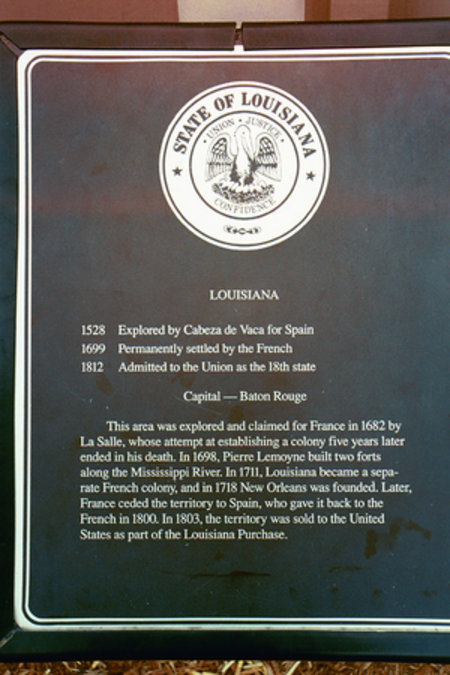 STATE OF LOUISIANA
UNION • JUSTICE
CONFIDENCE
LOUISIANA
1528 Explored by Cabeza de Vaca for Spain
1699 Permanently settled by the French
1812 Admitted to the Union as the 18th state
Capital — Baton Rouge
This area was explored and claimed for France in 1682 by
La Salle, whose attempt at establishing a colony five years later
ended in his death. In 1698, Pierre Lemoyne built two forts
along the Mississippi River. In 1711, Louisiana became a sepa-
rate French colony, and in 1718 New Orleans was founded. Later,
France ceded the territory to Spain, who gave it back to the
French in 1800. In 1803, the territory was sold to the United
States as part of the Louisiana Purchase.